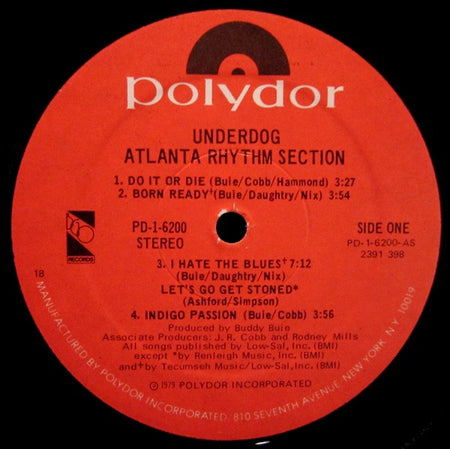 polydor
UNDERDOG
ATLANTA RHYTHM SECTION
1. DO IT OR DIE (Buie/Cobb/Hammond) 3:27
2. BORN READY† (Buie/Daughtry/Nix) 3:54
PD-1-6200
STEREO
SIDE ONE
PD-1-6200-AS
2391 398
RECORDS
18
3. I HATE THE BLUES† 7:12
(Buie/Daughtry/Nix)
LET'S GO GET STONED*
(Ashford/Simpson)
4. INDIGO PASSION (Buie/Cobb) 3:56
Produced by Buddy Buie
Associate Producers: J. R. Cobb and Rodney Mills
All songs published by Low-Sal, Inc. (BMI)
except *by Renleigh Music, Inc. (BMI)
and† by Tecumseh Music/Low-Sal, Inc. (BMI)
Ⓟ 1979 POLYDOR INCORPORATED
MANUFACTURED BY POLYDOR INCORPORATED. 810 SEVENTH AVENUE, NEW YORK, NY. 10019